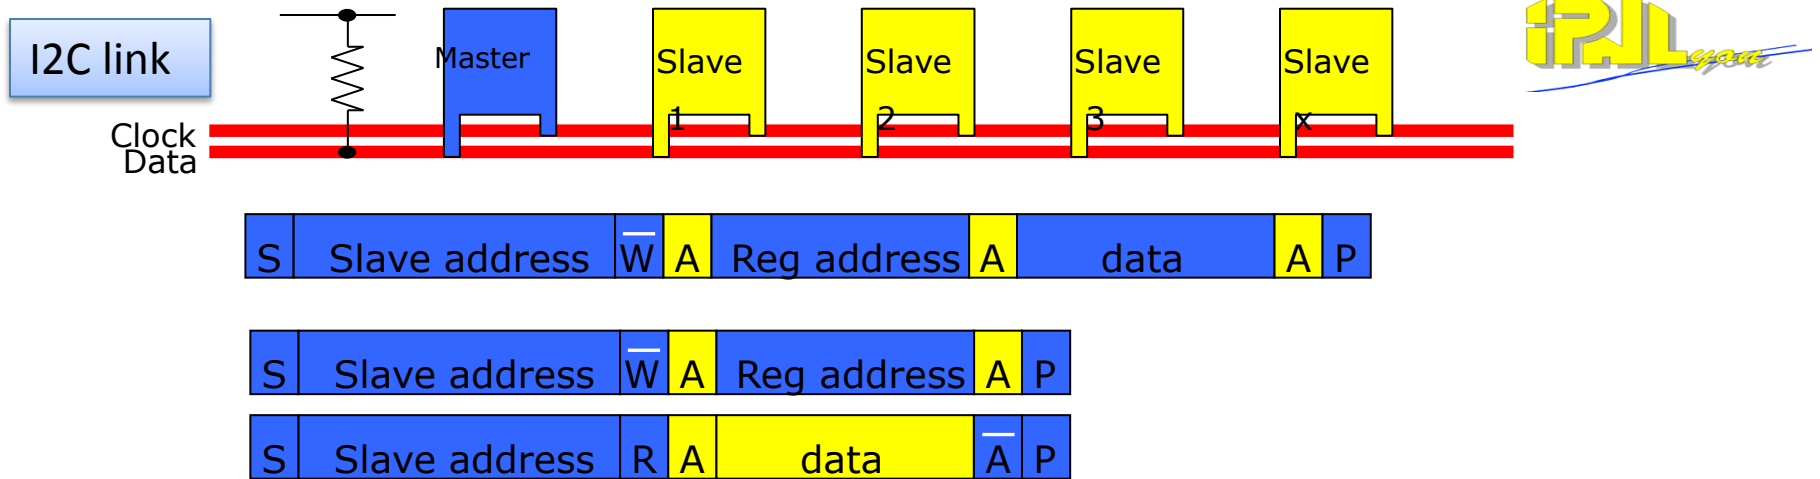 I2C link
Master
Slave 1
Slave 2
Slave 3
Slave x
Clock
Data
S Slave address W̅ A Reg address A data A P
S Slave address W̅ A Reg address A P
S Slave address R A data A̅ P